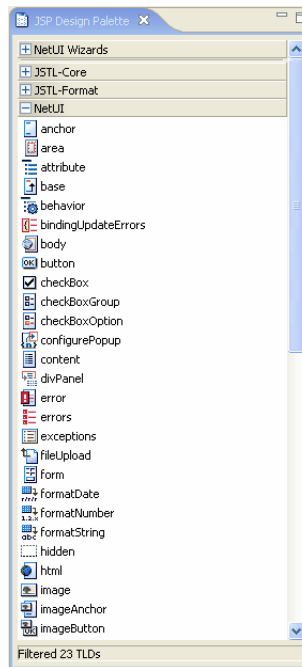 JSP Design Palette
NetUI Wizards
JSTL-Core
JSTL-Format
NetUI
anchor
area
attribute
base
behavior
bindingUpdateErrors
body
button
checkBox
checkBoxGroup
checkBoxOption
configurePopup
content
divPanel
error
errors
exceptions
fileUpload
form
formatDate
formatNumber
formatString
hidden
html
image
imageAnchor
imageButton
Filtered 23 TLDs